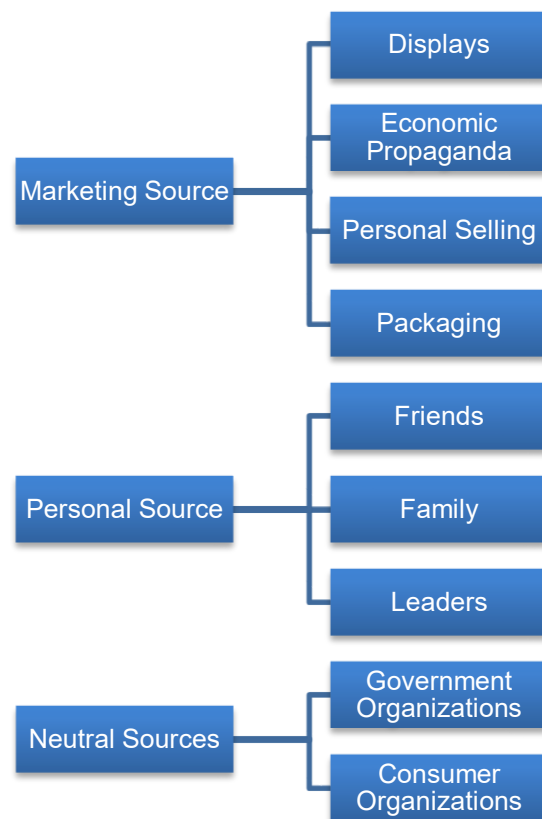 Marketing Source
Displays
Economic
Propaganda
Personal Selling
Packaging
Personal Source
Friends
Family
Leaders
Neutral Sources
Government
Organizations
Consumer
Organizations